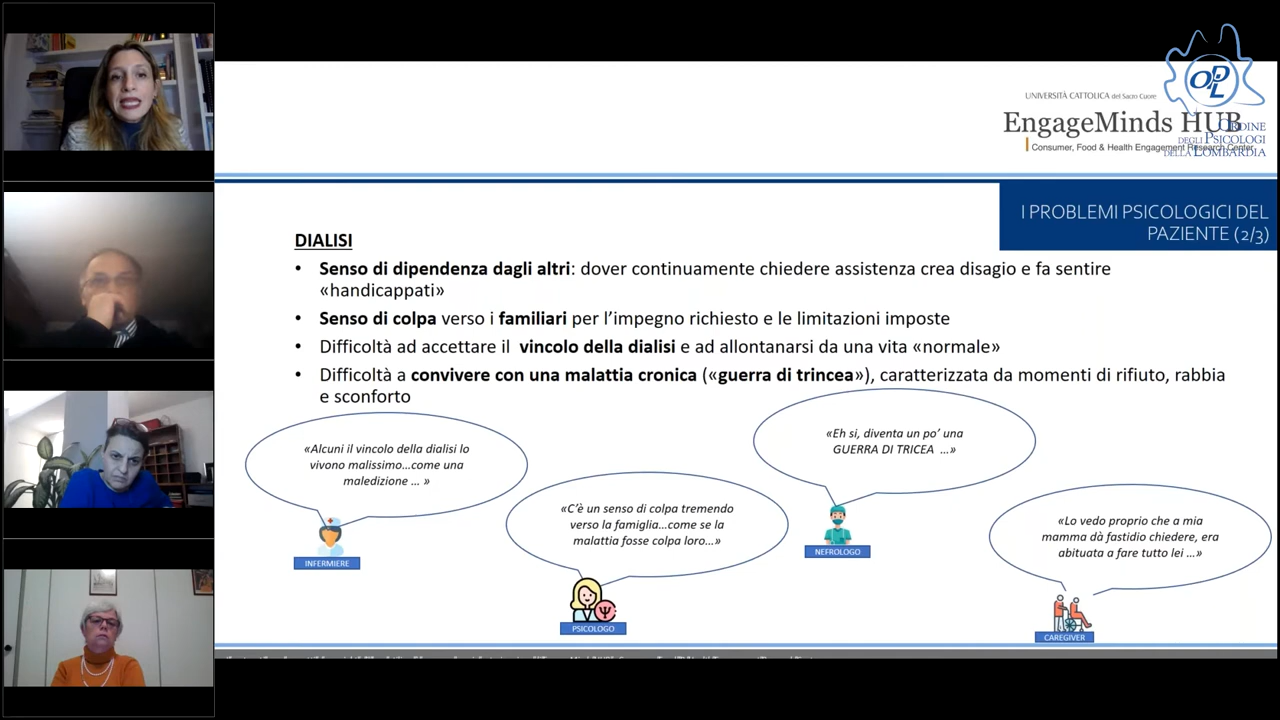 UNIVERSITÀ CATTOLICA del Sacro Cuore
EngageMinds HUB
Consumer, Food & Health Engagement Research Center
OPL
ORDINE
DEGLI PSICOLOGI
DELLA LOMBARDIA
I PROBLEMI PSICOLOGICI DEL
PAZIENTE (2/3)
DIALISI
• Senso di dipendenza dagli altri: dover continuamente chiedere assistenza crea disagio e fa sentire
«handicappati»
• Senso di colpa verso i familiari per l’impegno richiesto e le limitazioni imposte
• Difficoltà ad accettare il vincolo della dialisi e ad allontanarsi da una vita «normale»
• Difficoltà a convivere con una malattia cronica («guerra di trincea»), caratterizzata da momenti di rifiuto, rabbia
e sconforto
«Alcuni il vincolo della dialisi lo
vivono malissimo…come una
maledizione … »
INFERMIERE
«C’è un senso di colpa tremendo
verso la famiglia…come se la
malattia fosse colpa loro…»
PSICOLOGO
«Eh si, diventa un po’ una
GUERRA DI TRICEA …»
NEFROLOGO
«Lo vedo proprio che a mia
mamma dà fastidio chiedere, era
abituata a fare tutto lei …»
CAREGIVER